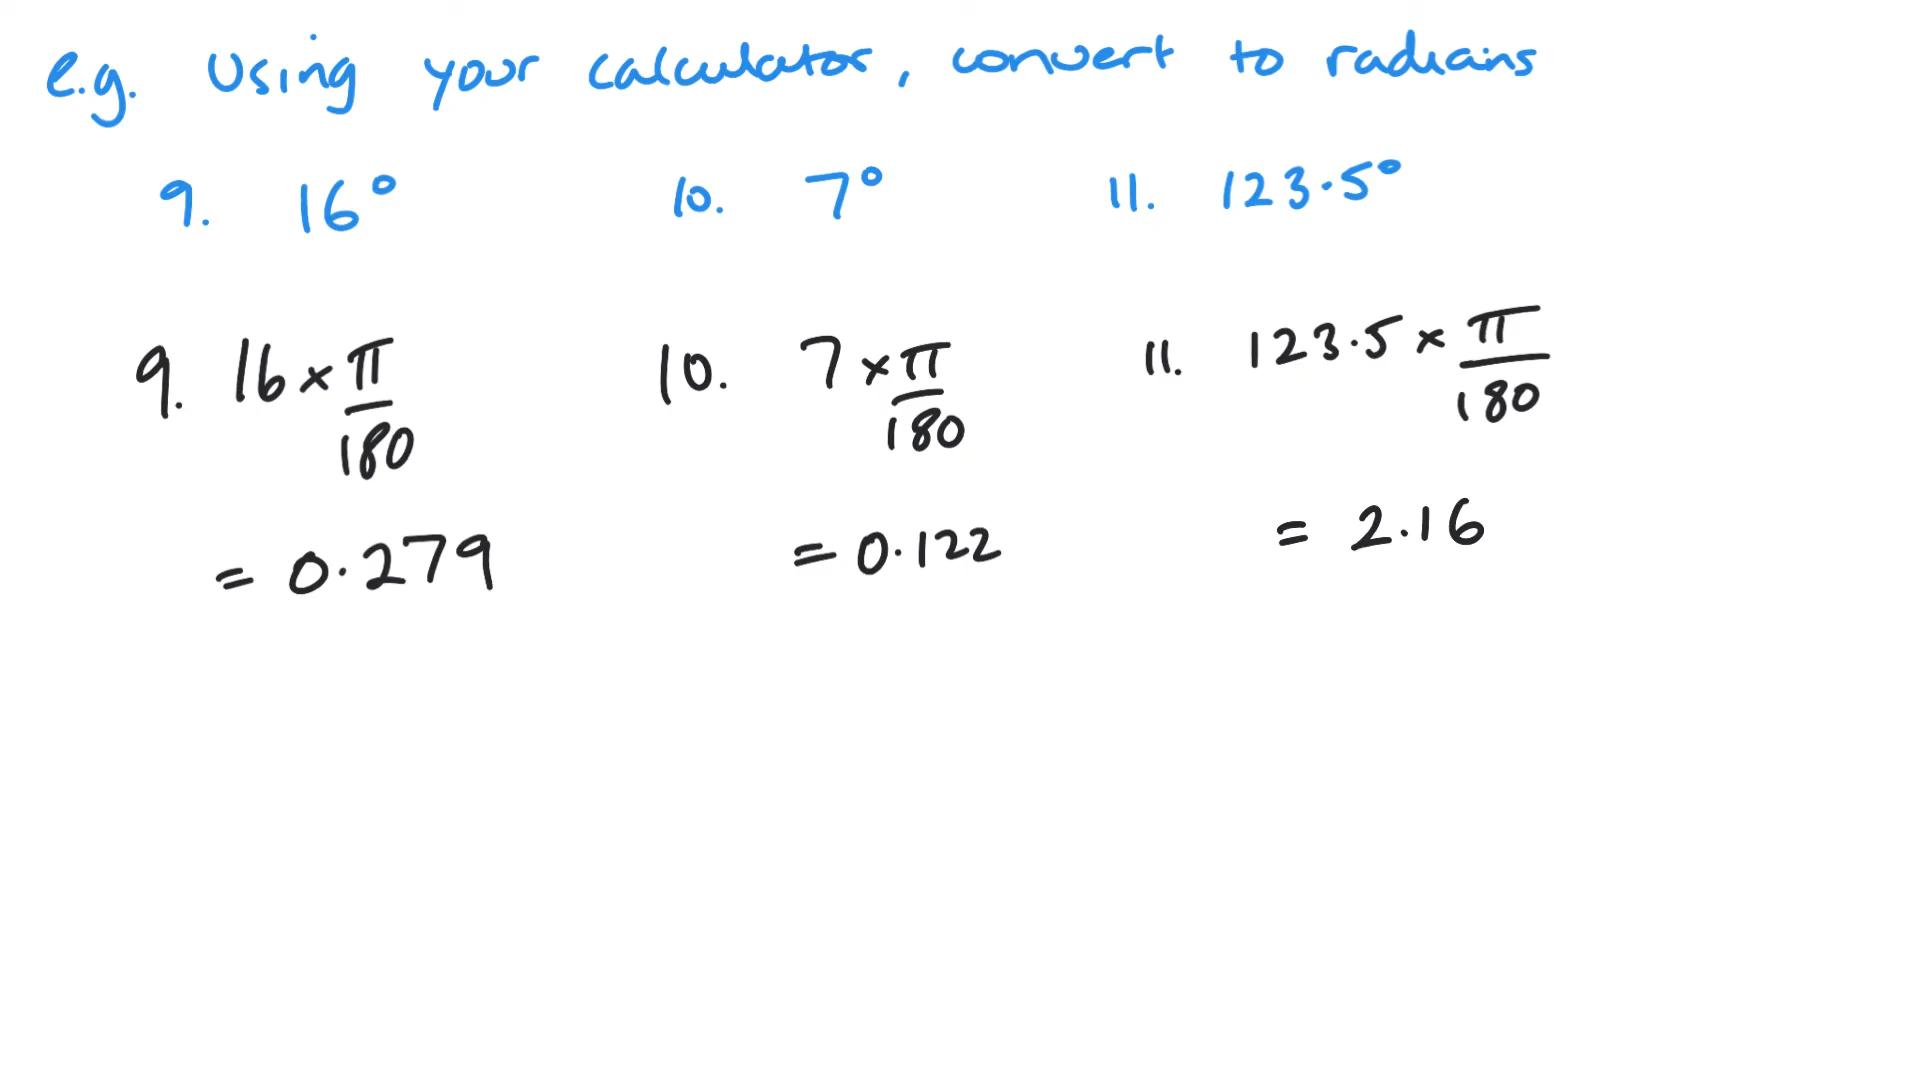 e.g. Using your calculator, convert to radians
9. 16° 10. 7° 11. 123.5°
9. 16 × π/180 10. 7 × π/180 11. 123.5 × π/180
= 0.279 = 0.122 = 2.16